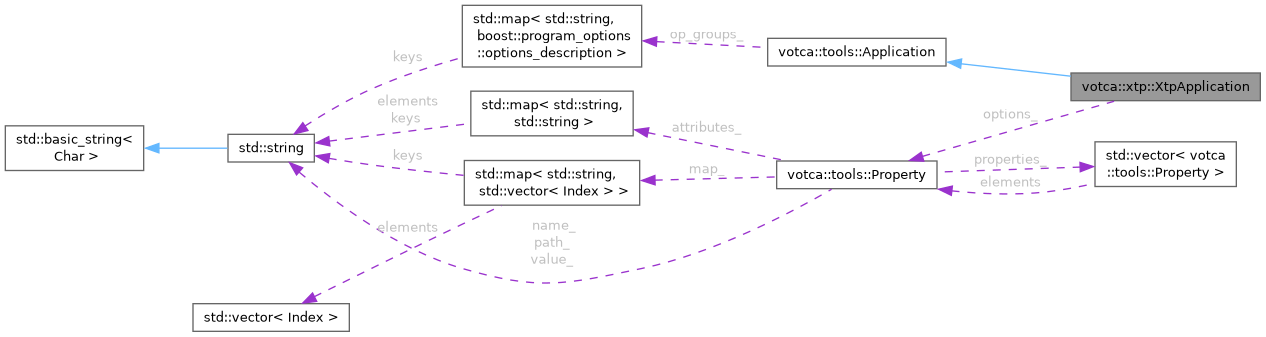 std::map< std::string,
boost::program_options
::options_description >
op_groups_
votca::tools::Application
keys
votca::xtp::XtpApplication
elements
keys
std::map< std::string,
std::string >
options_
attributes_
std::basic_string<
Char >
std::string
keys
std::map< std::string,
std::vector< Index > >
map_
votca::tools::Property
properties_
elements
std::vector< votca
::tools::Property >
elements
name_
path_
value_
std::vector< Index >